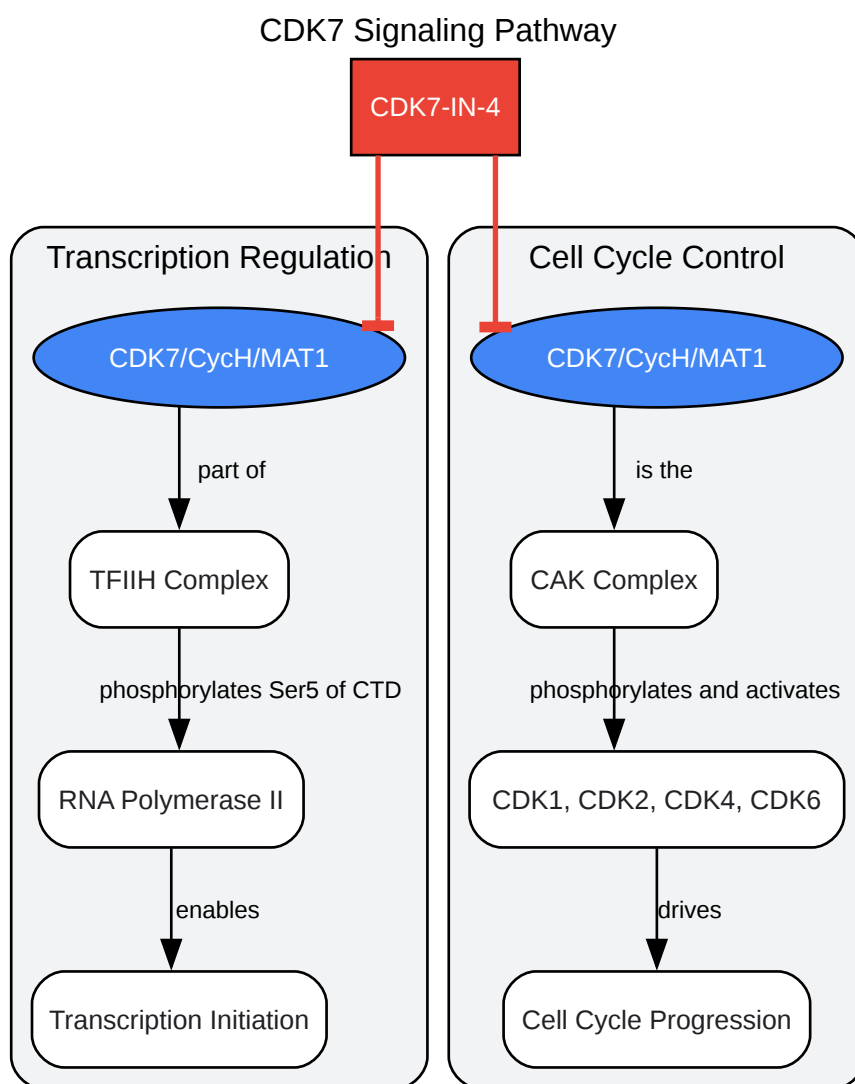 CDK7 Signaling Pathway
CDK7-IN-4
Transcription Regulation
CDK7/CycH/MAT1
part of
TFIIH Complex
phosphorylates Ser5 of CTD
RNA Polymerase II
enables
Transcription Initiation
Cell Cycle Control
CDK7/CycH/MAT1
is the
CAK Complex
phosphorylates and activates
CDK1, CDK2, CDK4, CDK6
drives
Cell Cycle Progression